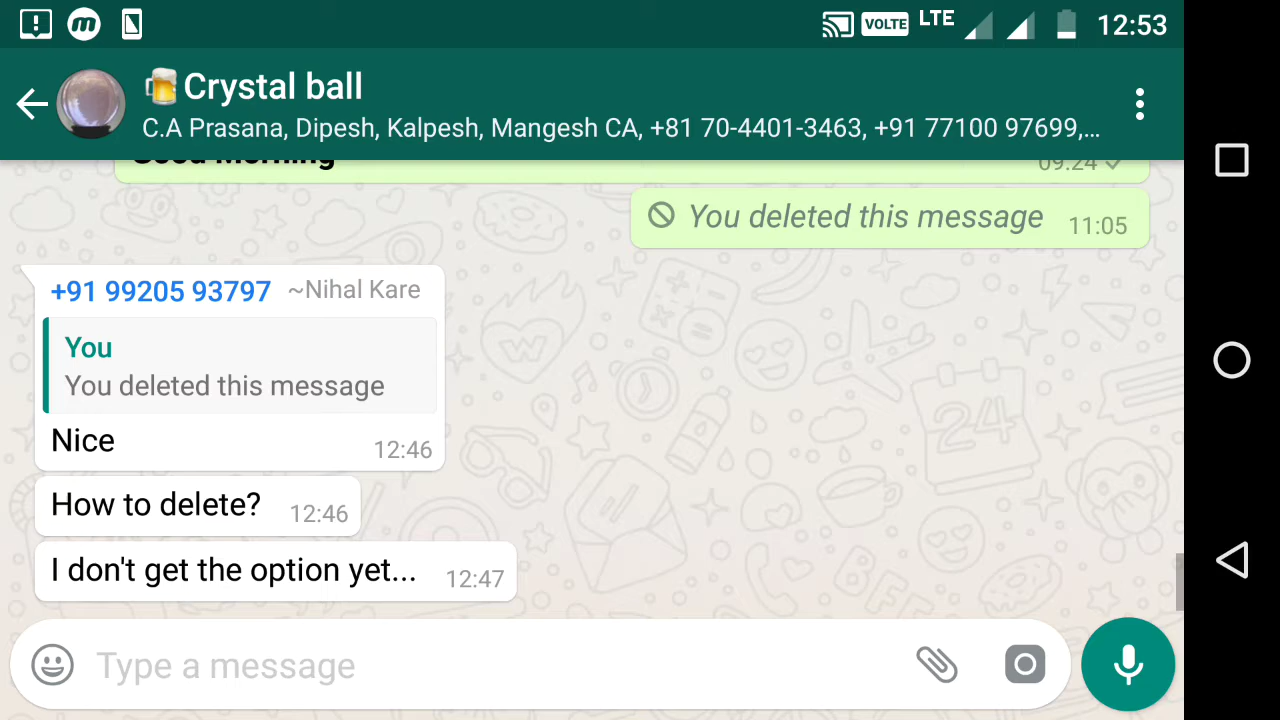 VOLTE LTE 12:53
🍺Crystal ball
C.A Prasana, Dipesh, Kalpesh, Mangesh CA, +81 70-4401-3463, +91 77100 97699,...
Good Morning 09:24
You deleted this message 11:05
+91 99205 93797 ~Nihal Kare
You
You deleted this message
Nice 12:46
How to delete? 12:46
I don't get the option yet... 12:47
Type a message